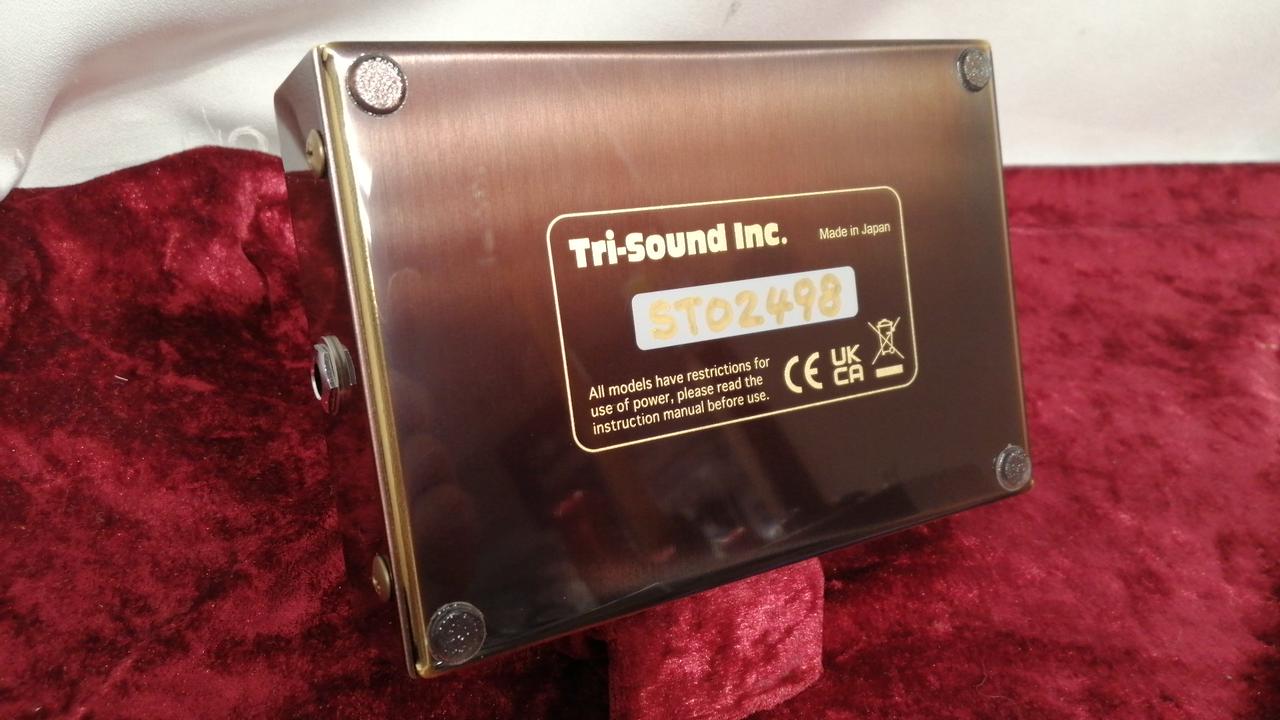 Tri-Sound Inc. Made in Japan
STO2498
All models have restrictions for
use of power, please read the
instruction manual before use.
CE UK
CA